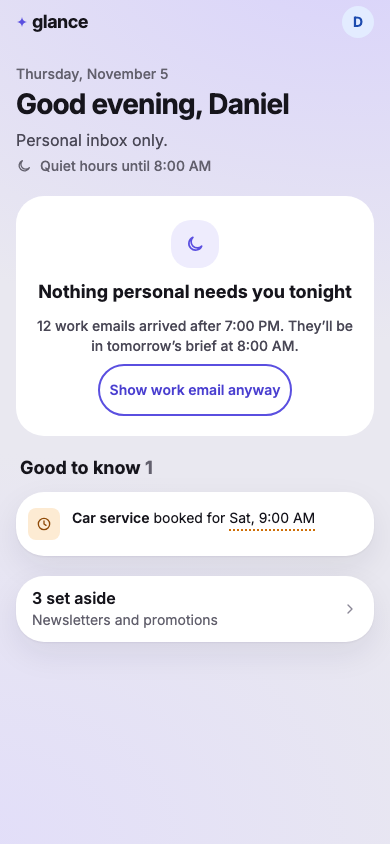 glance
D
Thursday, November 5
Good evening, Daniel
Personal inbox only.
Quiet hours until 8:00 AM
Nothing personal needs you tonight
12 work emails arrived after 7:00 PM. They’ll be
in tomorrow’s brief at 8:00 AM.
Show work email anyway
Good to know 1
Car service booked for Sat, 9:00 AM
3 set aside
Newsletters and promotions